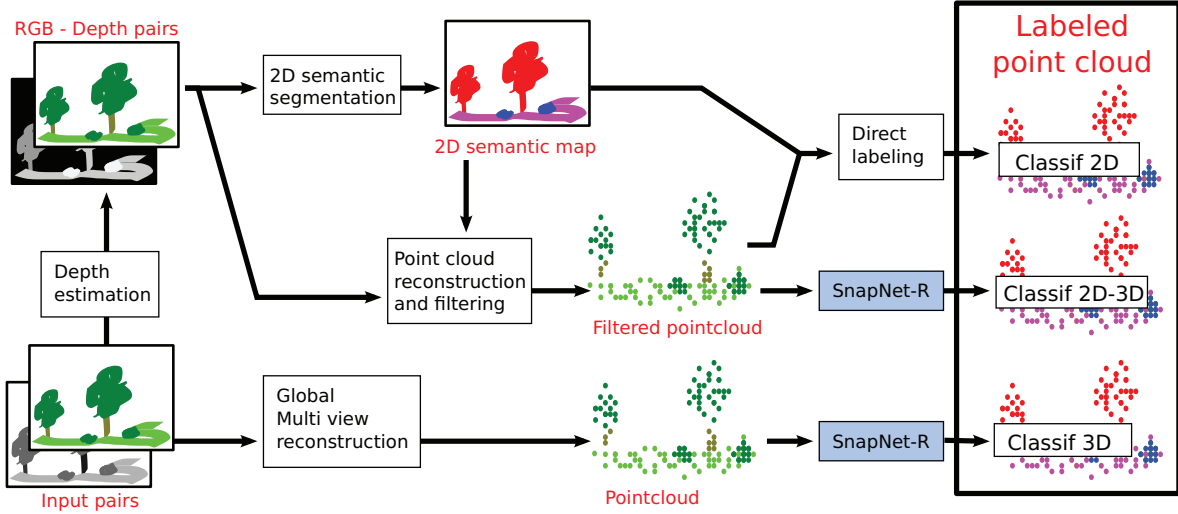 RGB - Depth pairs
2D semantic
segmentation
2D semantic map
Direct
labeling
Labeled
point cloud
Classif 2D
Depth
estimation
Point cloud
reconstruction
and filtering
Filtered pointcloud
SnapNet-R
Classif 2D-3D
Input pairs
Global
Multi view
reconstruction
Pointcloud
SnapNet-R
Classif 3D